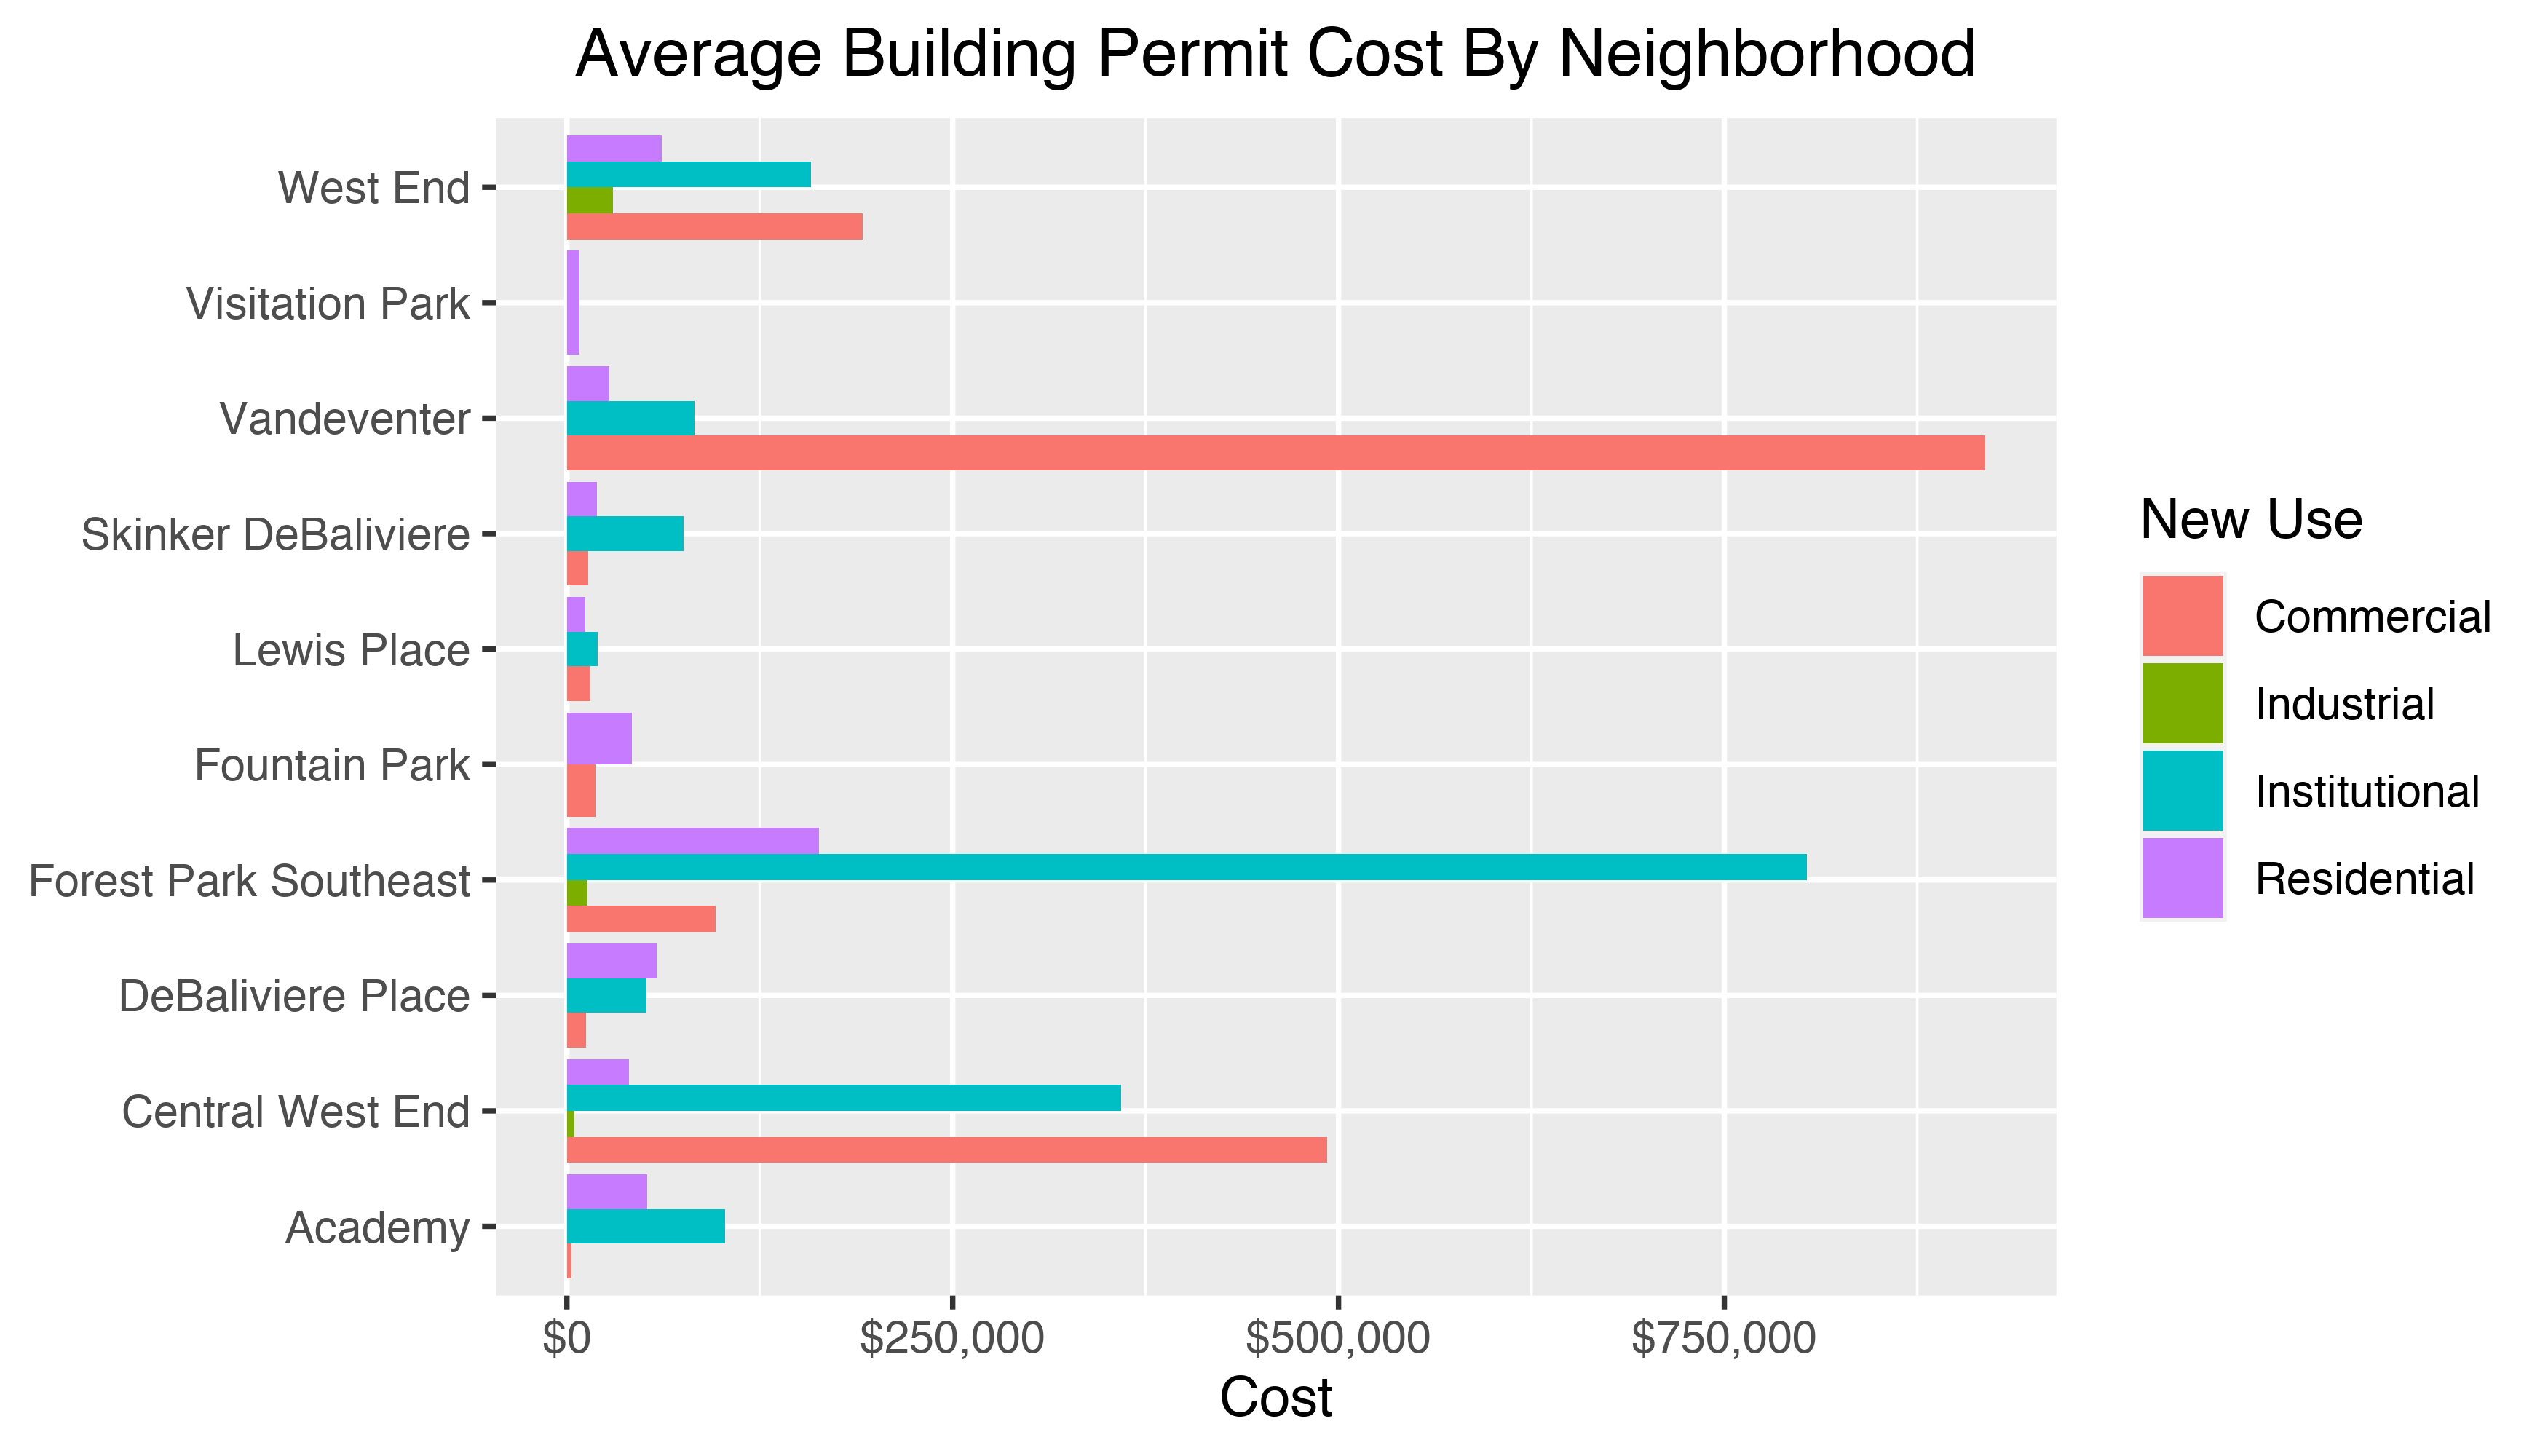 Average Building Permit Cost By Neighborhood
West End
Visitation Park
Vandeventer
Skinker DeBaliviere
Lewis Place
Fountain Park
Forest Park Southeast
DeBaliviere Place
Central West End
Academy
$0 $250,000 $500,000 $750,000
Cost
New Use
Commercial
Industrial
Institutional
Residential